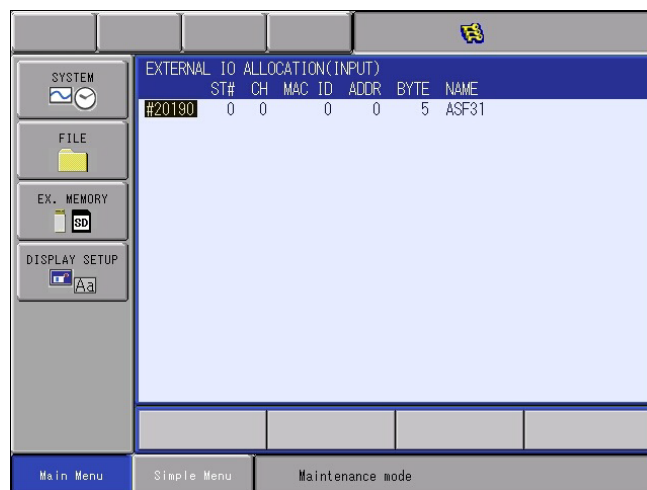 SYSTEM
FILE
EX. MEMORY
SD
DISPLAY SETUP
Aa
EXTERNAL IO ALLOCATION(INPUT)
ST# CH MAC ID ADDR BYTE NAME
#20190 0 0 0 0 5 ASF31
Main Menu
Simple Menu
Maintenance mode